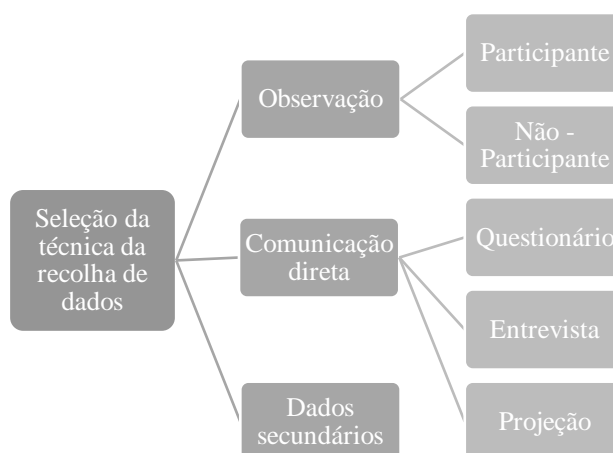 Seleção da
técnica da
recolha de
dados
Observação
Participante
Não -
Participante
Comunicação
direta
Questionário
Entrevista
Projeção
Dados
secundários